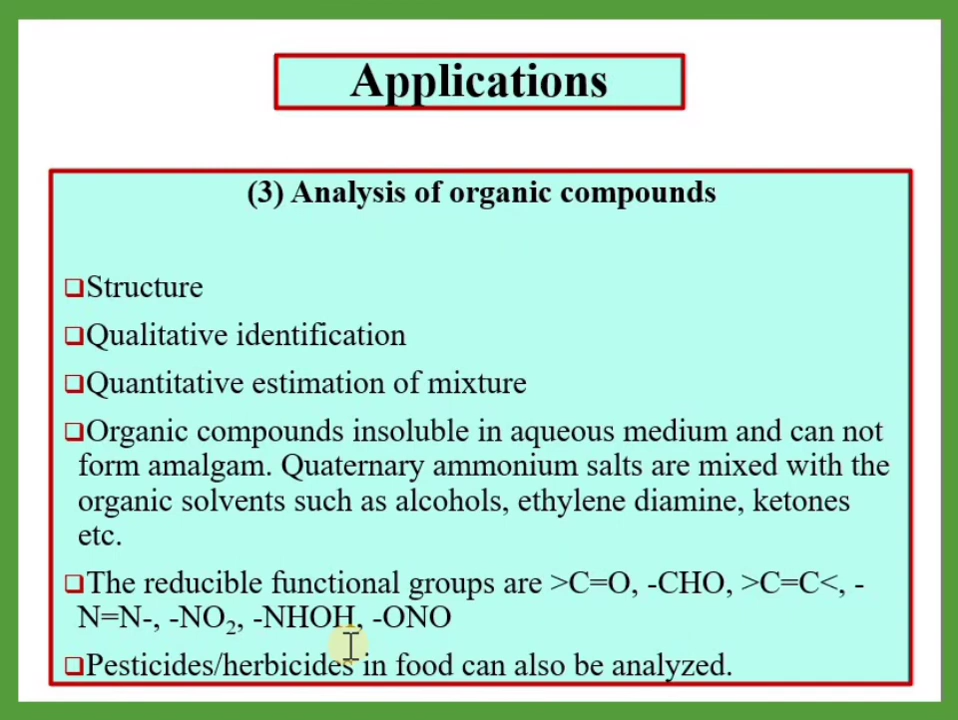 Applications
(3) Analysis of organic compounds
❑Structure
❑Qualitative identification
❑Quantitative estimation of mixture
❑Organic compounds insoluble in aqueous medium and can not
form amalgam. Quaternary ammonium salts are mixed with the
organic solvents such as alcohols, ethylene diamine, ketones
etc.
❑The reducible functional groups are >C=O, -CHO, >C=C<, -
N=N-, -NO₂, -NHOH, -ONO
❑Pesticides/herbicides in food can also be analyzed.